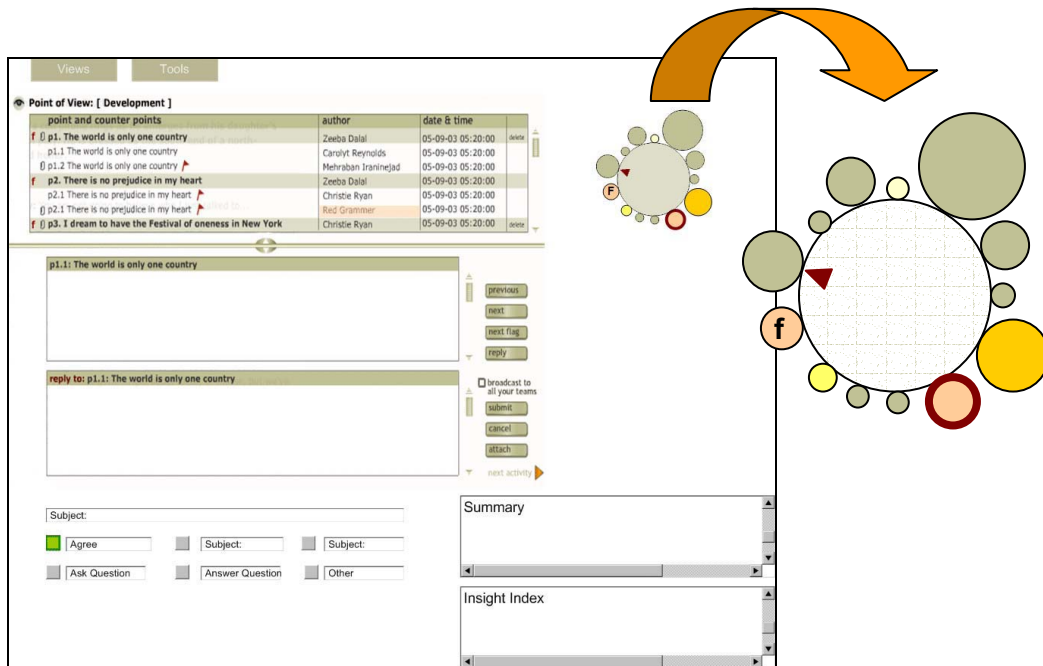 Views Tools
Point of View: [ Development ]
point and counter points author date & time
f p1. The world is only one country Zeeba Dalal 05-09-03 05:20:00 delete
p1.1 The world is only one country Carolyt Reynolds 05-09-03 05:20:00
p1.2 The world is only one country Mehraban Iraninejad 05-09-03 05:20:00
f p2. There is no prejudice in my heart Zeeba Dalal 05-09-03 05:20:00
p2.1 There is no prejudice in my heart Christie Ryan 05-09-03 05:20:00
p2.1 There is no prejudice in my heart Red Grammer 05-09-03 05:20:00
f p3. I dream to have the Festival of oneness in New York Christie Ryan 05-09-03 05:20:00 delete
F
f
p1.1: The world is only one country
previous
next
next flag
reply
reply to: p1.1: The world is only one country
broadcast to
all your teams
submit
cancel
attach
next activity
Subject:
Agree Subject: Subject:
Ask Question Answer Question Other
Summary
Insight Index